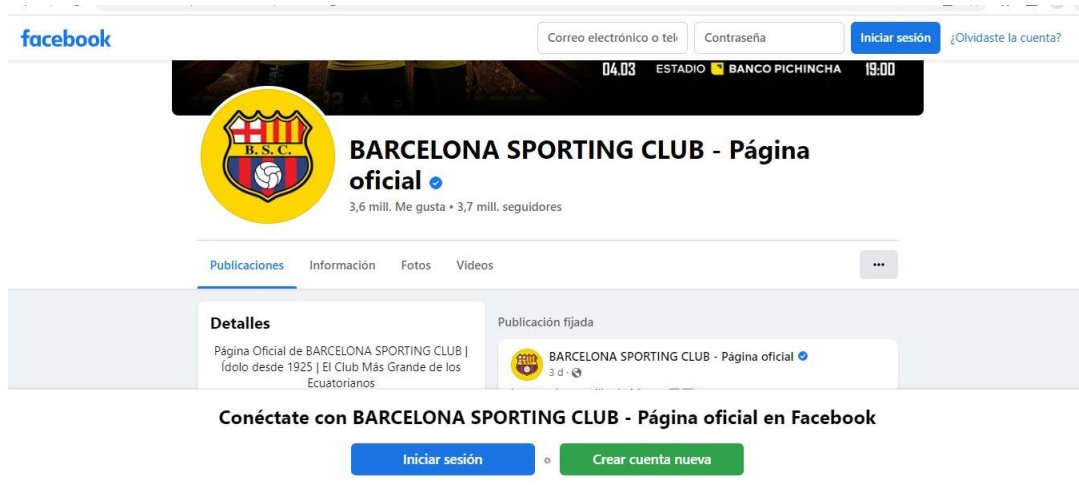 facebook
Correo electrónico o tel
Contraseña
Iniciar sesión
¿Olvidaste la cuenta?
04.03 ESTADIO BANCO PICHINCHA 19:00
B. S. C.
BARCELONA SPORTING CLUB - Página
oficial
3,6 mill. Me gusta • 3,7 mill. seguidores
Publicaciones Información Fotos Videos
Detalles
Página Oficial de BARCELONA SPORTING CLUB |
Ídolo desde 1925 | El Club Más Grande de los
Ecuatorianos
Publicación fijada
BARCELONA SPORTING CLUB - Página oficial
3 d ·
Conéctate con BARCELONA SPORTING CLUB - Página oficial en Facebook
Iniciar sesión o Crear cuenta nueva